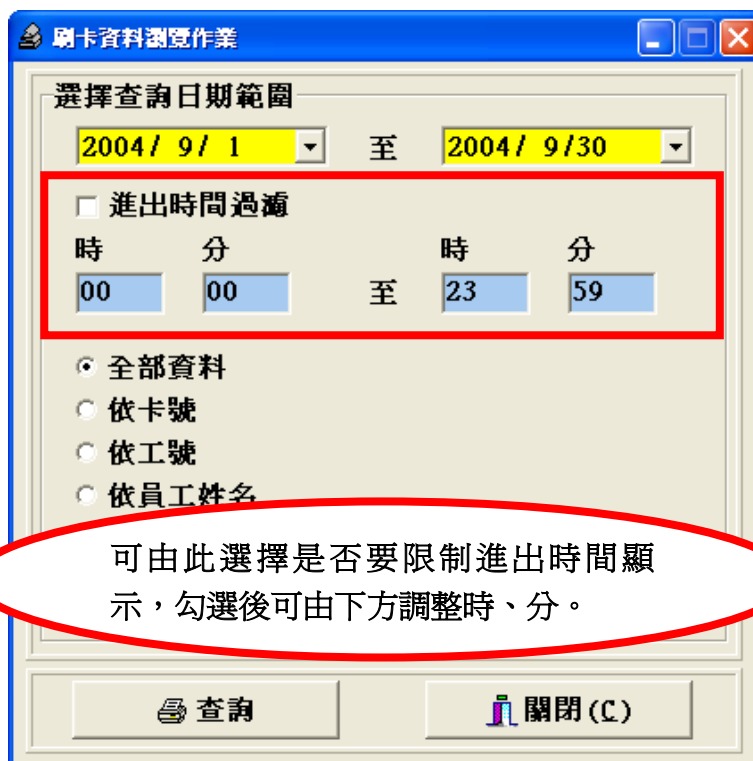 刷卡資料瀏覽作業
選擇查詢日期範圍
2004/ 9/ 1 至 2004/ 9/30
進出時間過濾
時 分 時 分
00 00 至 23 59
全部資料
依卡號
依工號
依員工姓名
可由此選擇是否要限制進出時間顯
示，勾選後可由下方調整時、分。
查詢 關閉(C)